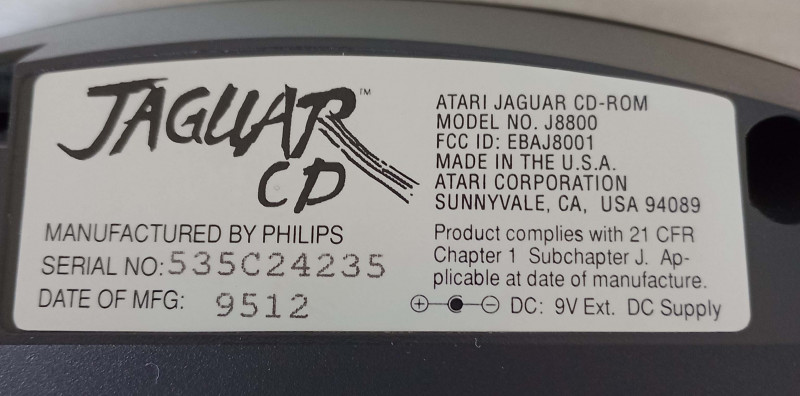 JAGUAR™
CD
MANUFACTURED BY PHILIPS
SERIAL NO: 535C24235
DATE OF MFG: 9512
ATARI JAGUAR CD-ROM
MODEL NO. J8800
FCC ID: EBAJ8001
MADE IN THE U.S.A.
ATARI CORPORATION
SUNNYVALE, CA, USA 94089
Product complies with 21 CFR
Chapter 1 Subchapter J. Ap-
plicable at date of manufacture.
DC: 9V Ext. DC Supply